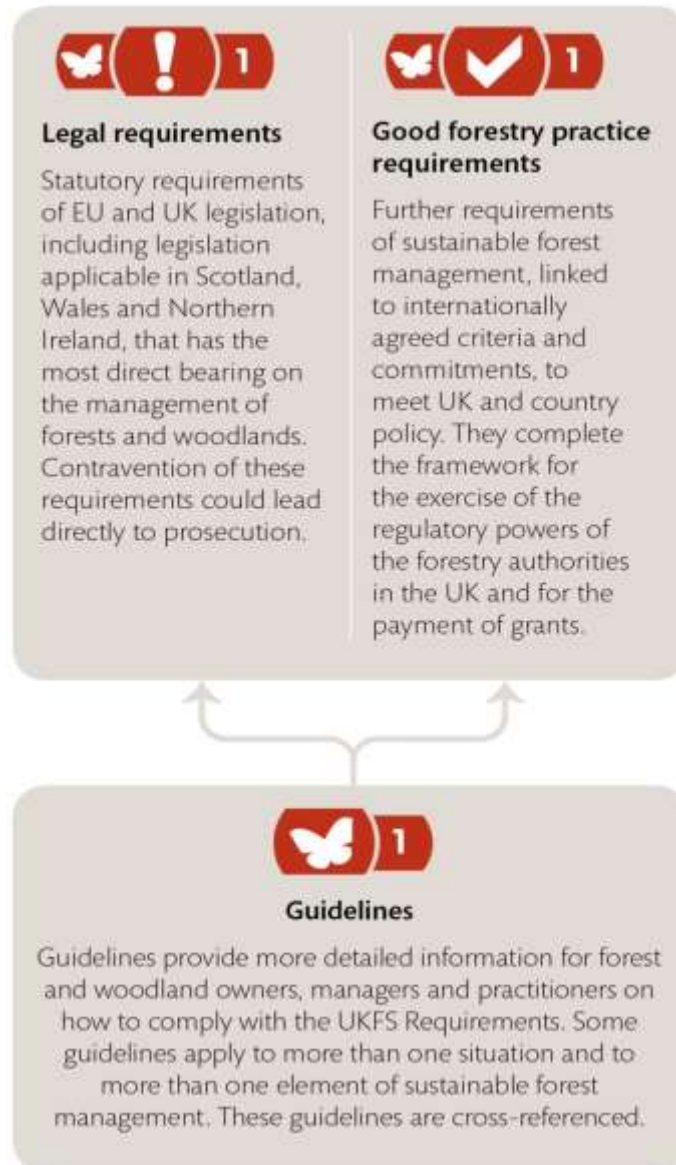 1
Legal requirements
Statutory requirements
of EU and UK legislation,
including legislation
applicable in Scotland,
Wales and Northern
Ireland, that has the
most direct bearing on
the management of
forests and woodlands.
Contravention of these
requirements could lead
directly to prosecution.
1
Good forestry practice
requirements
Further requirements
of sustainable forest
management, linked
to internationally
agreed criteria and
commitments, to
meet UK and country
policy. They complete
the framework for
the exercise of the
regulatory powers of
the forestry authorities
in the UK and for the
payment of grants.
1
Guidelines
Guidelines provide more detailed information for forest
and woodland owners, managers and practitioners on
how to comply with the UKFS Requirements. Some
guidelines apply to more than one situation and to
more than one element of sustainable forest
management. These guidelines are cross-referenced.